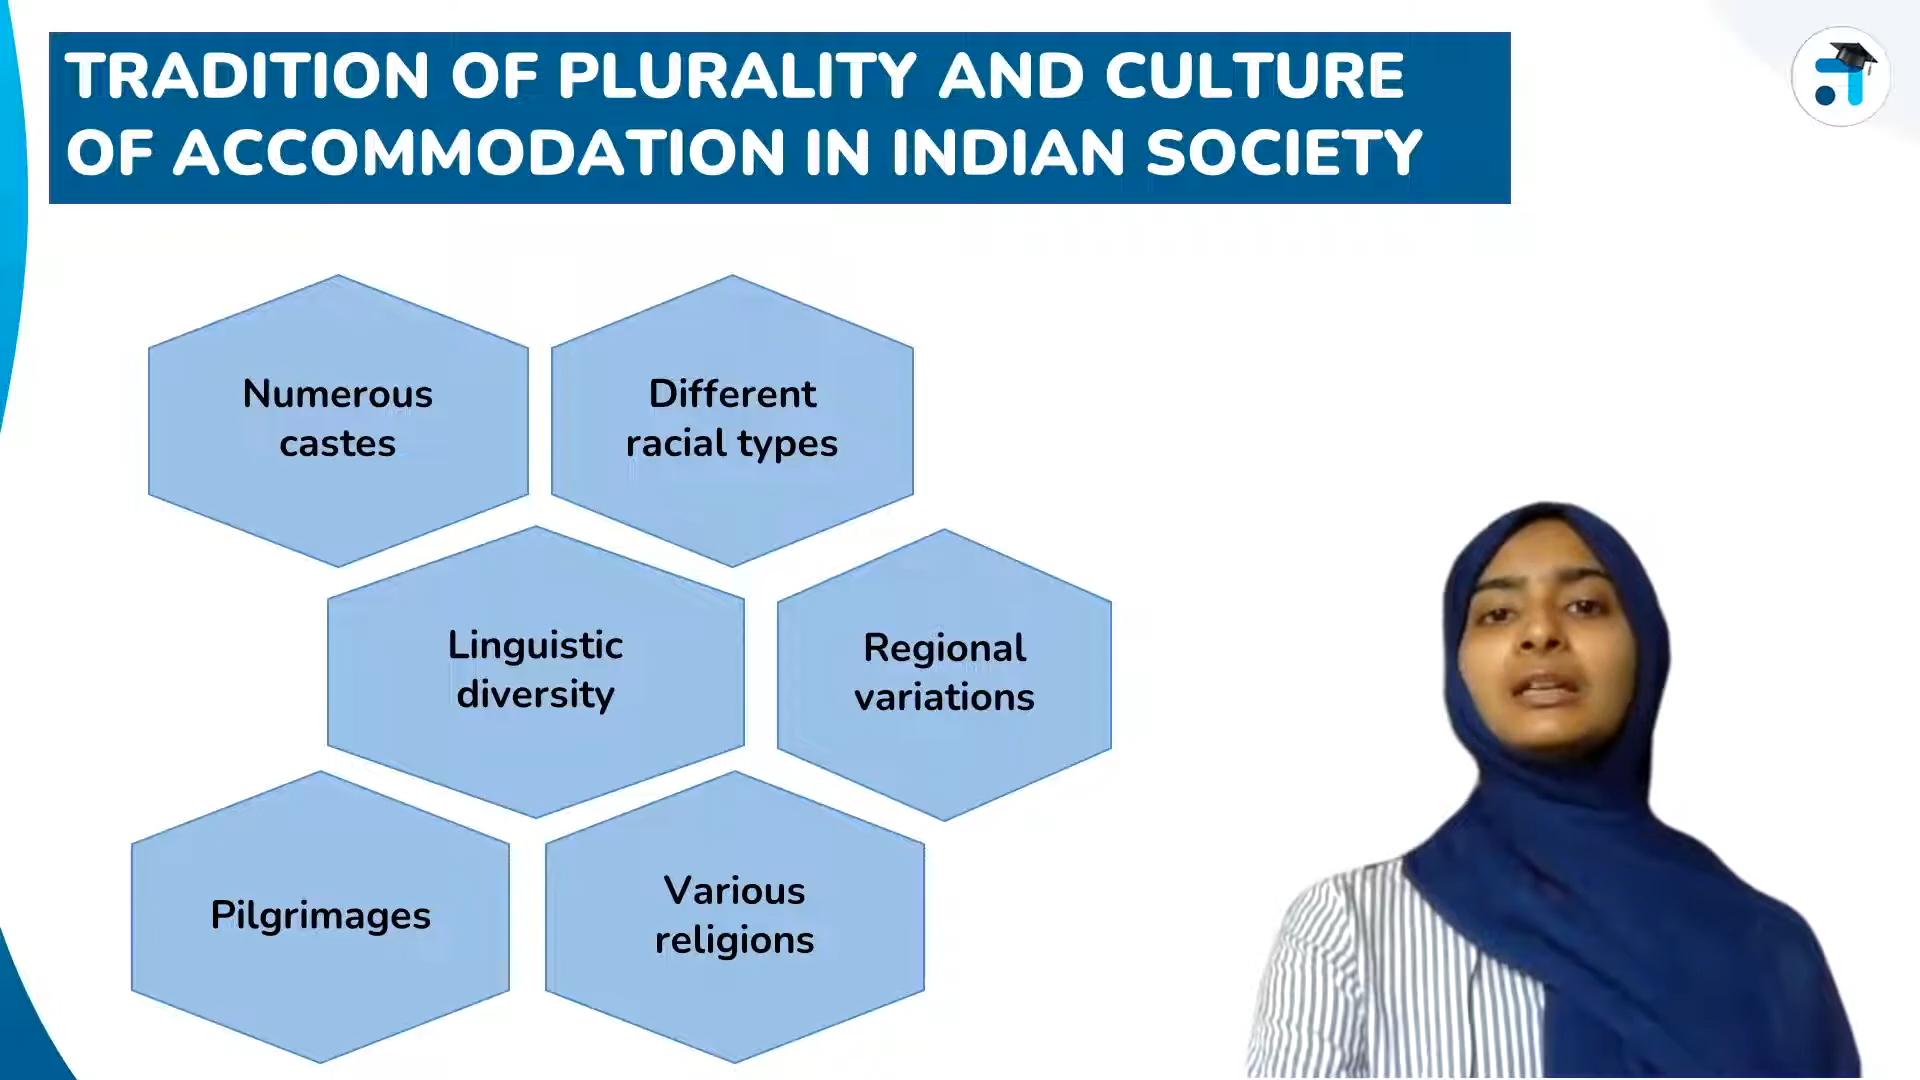 TRADITION OF PLURALITY AND CULTURE
OF ACCOMMODATION IN INDIAN SOCIETY
Numerous
castes
Different
racial types
Linguistic
diversity
Regional
variations
Pilgrimages
Various
religions